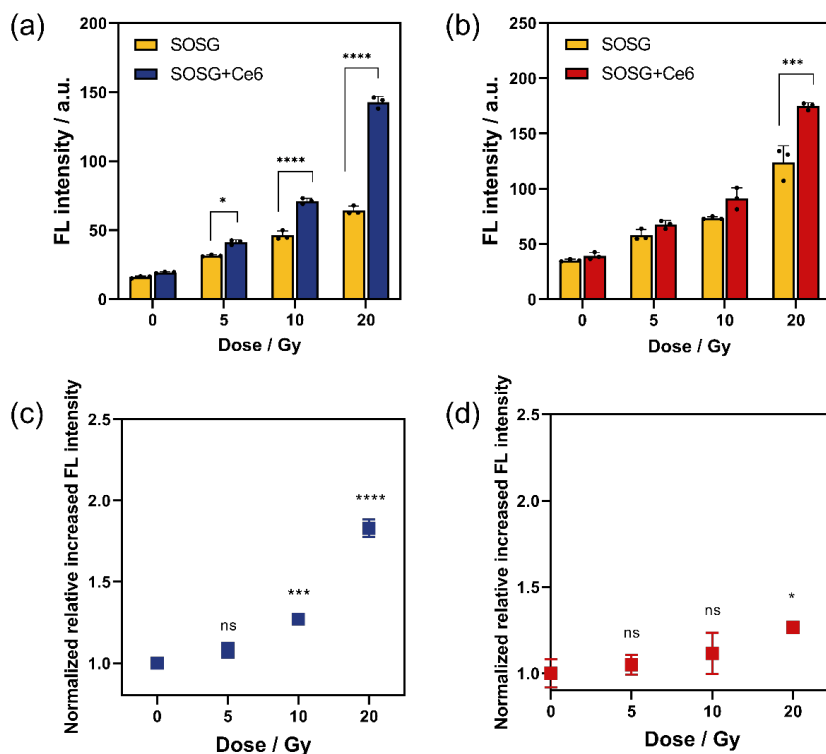 (a)
FL intensity / a.u.
200
150
100
50
0
SOSG
SOSG+Ce6
*
****
****
0 5 10 20
Dose / Gy
(b)
FL intensity / a.u.
250
200
150
100
50
0
SOSG
SOSG+Ce6
***
0 5 10 20
Dose / Gy
(c)
Normalized relative increased FL intensity
2.5
2.0
1.5
1.0
ns
***
****
0 5 10 20
Dose / Gy
(d)
Normalized relative increased FL intensity
2.5
2.0
1.5
1.0
ns
ns
*
0 5 10 20
Dose / Gy